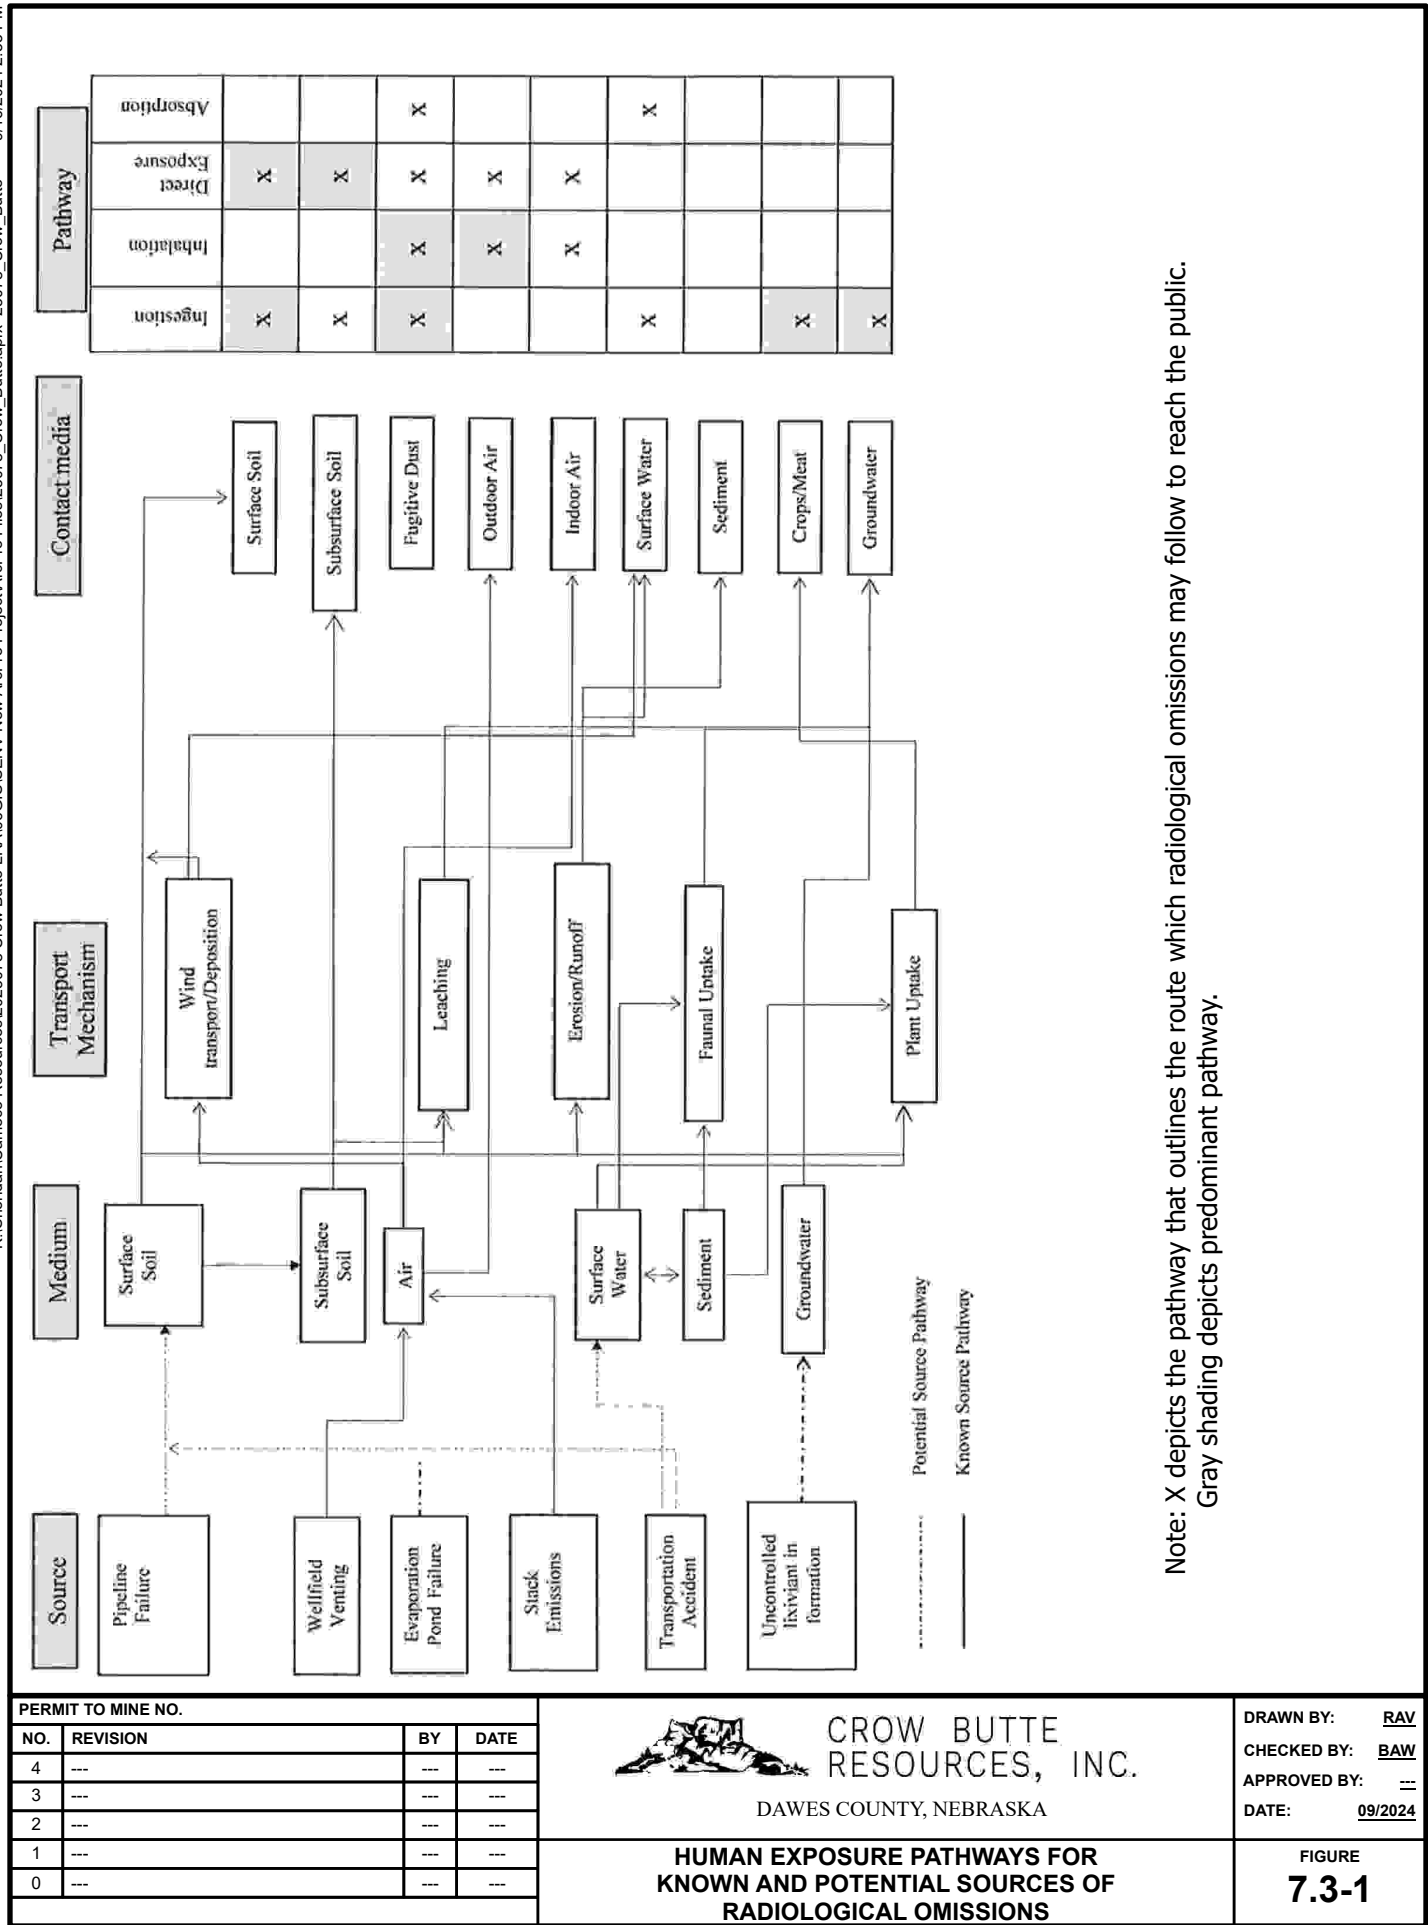 Source
Medium
Transport
Mechanism
Contact media
Pathway
Pipeline
Failure
Wellfield
Venting
Evaporation
Pond Failure
Stack
Emissions
Transportation
Accident
Uncontrolled
lixiviant in
formation
Surface
Soil
Subsurface
Soil
Air
Surface
Water
Sediment
Groundwater
Wind
transport/Deposition
Leaching
Erosion/Runoff
Faunal Uptake
Plant Uptake
Surface Soil
Subsurface Soil
Fugitive Dust
Outdoor Air
Indoor Air
Surface Water
Sediment
Crops/Meat
Groundwater
Ingestion
Inhalation
Direct
Exposure
Absorption
X X
X X
X X X X
X X
X X
X X
X
X
Potential Source Pathway
Known Source Pathway
Note: X depicts the pathway that outlines the route which radiological omissions may follow to reach the public.
Gray shading depicts predominant pathway.
PERMIT TO MINE NO.
NO. REVISION BY DATE
4 --- --- ---
3 --- --- ---
2 --- --- ---
1 --- --- ---
0 --- --- ---
CROW BUTTE
RESOURCES, INC.
DAWES COUNTY, NEBRASKA
HUMAN EXPOSURE PATHWAYS FOR
KNOWN AND POTENTIAL SOURCES OF
RADIOLOGICAL OMISSIONS
DRAWN BY: RAV
CHECKED BY: BAW
APPROVED BY: ---
DATE: 09/2024
FIGURE
7.3-1